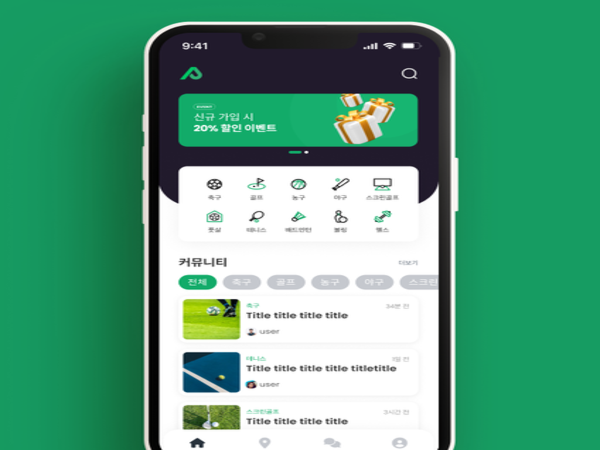 9:41
EVENT
신규 가입 시
20% 할인 이벤트
축구 골프 농구 야구 스크린골프
풋살 테니스 배드민턴 볼링 헬스
커뮤니티 더보기
전체 축구 골프 농구 야구 스크린
축구 34분 전
Title title title title
user
테니스 1일 전
Title title title title titletitle
user
스크린골프 3시간 전
Title title title title